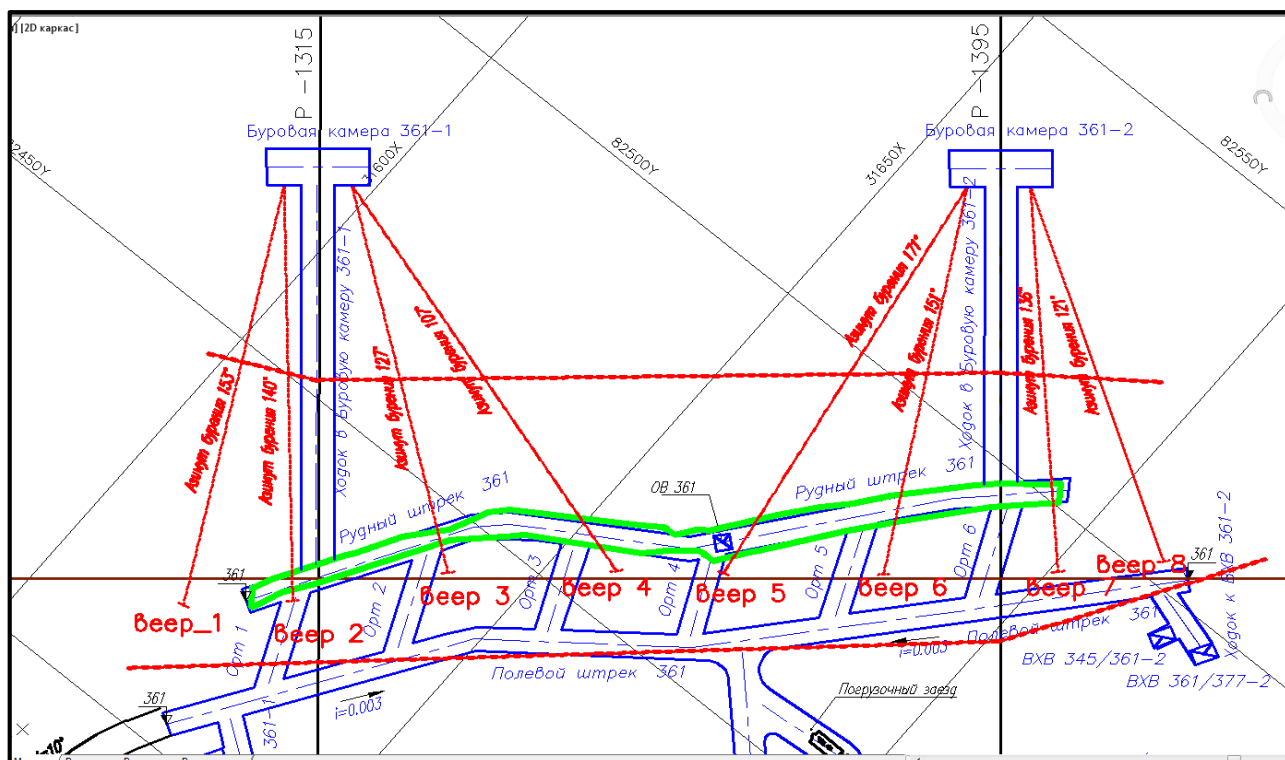 [2D каркас]
Р -1315
Р -1395
Буровая камера 361-1
Буровая камера 361-2
82450Y
31600X
82500Y
31650X
82550Y
Ходок в Буровую камеру 361-1
Ходок в Буровую камеру 361-2
Азимут бурения 153°
Азимут бурения 140°
Азимут бурения 127°
Азимут бурения 107°
Азимут бурения 171°
Азимут бурения 151°
Азимут бурения 136°
Азимут бурения 121°
Рудный штрек 361
ОВ 361
Рудный штрек 361
361
361
Орт 1
Орт 2
Орт 3
Орт 4
Орт 5
Орт 6
веер_1
веер 2
веер 3
веер 4
веер 5
веер 6
веер 7
веер 8
Полевой штрек 361
Полевой штрек 361
i=0.003
i=0.003
361
361-1
Погрузочный заезд
ВХВ 345/361-2
ВХВ 361/377-2
Ходок к ВХВ 361-2